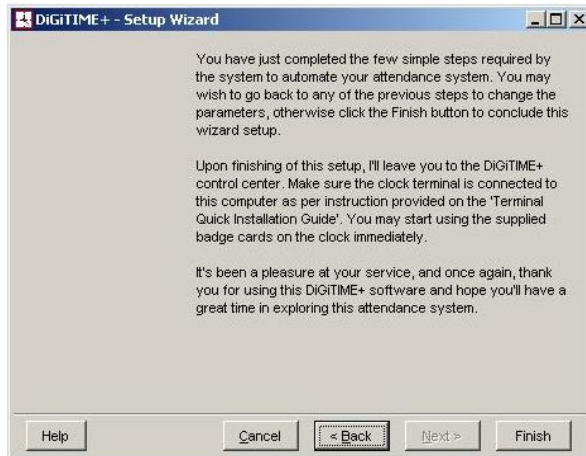 DiGiTIME+ - Setup Wizard
You have just completed the few simple steps required by
the system to automate your attendance system. You may
wish to go back to any of the previous steps to change the
parameters, otherwise click the Finish button to conclude this
wizard setup.
Upon finishing of this setup, I'll leave you to the DiGiTIME+
control center. Make sure the clock terminal is connected to
this computer as per instruction provided on the 'Terminal
Quick Installation Guide'. You may start using the supplied
badge cards on the clock immediately.
It's been a pleasure at your service, and once again, thank
you for using this DiGiTIME+ software and hope you'll have a
great time in exploring this attendance system.
Help Cancel < Back Next > Finish